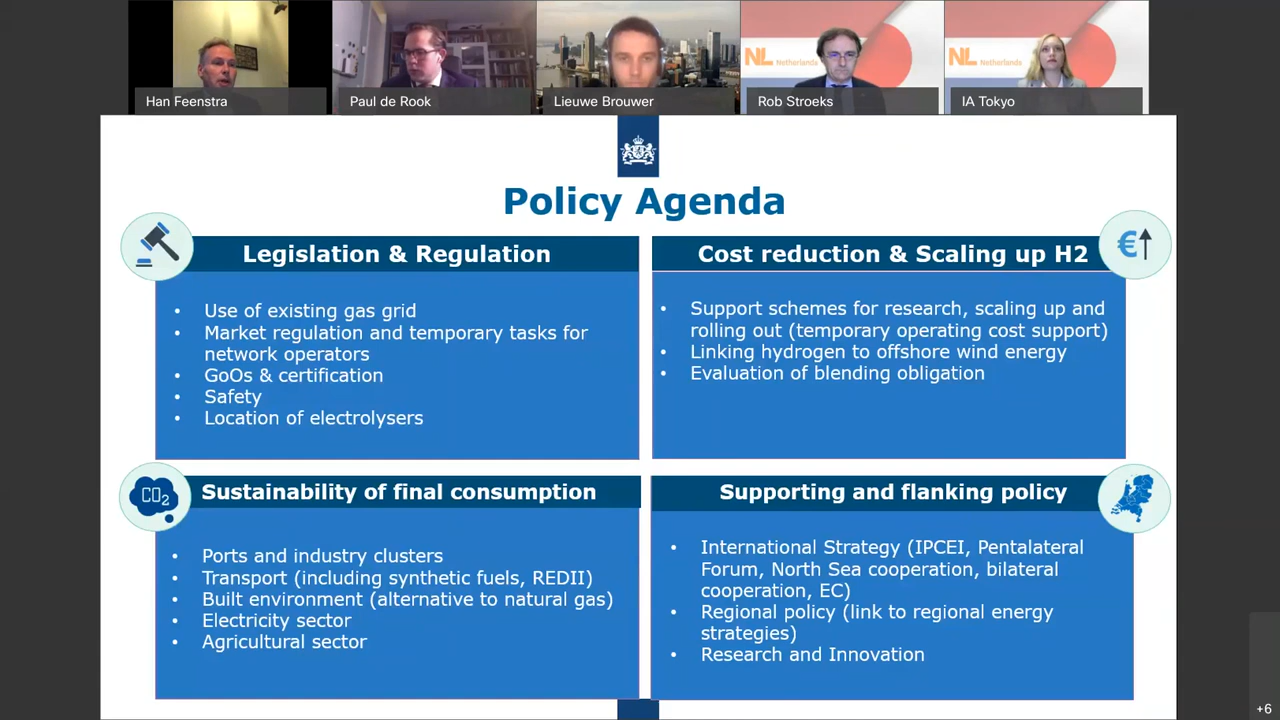 Han Feenstra
Paul de Rook
Lieuwe Brouwer
NL Netherlands
Rob Stroeks
NL Netherlands
IA Tokyo
Policy Agenda
Legislation & Regulation
• Use of existing gas grid
• Market regulation and temporary tasks for
network operators
• GoOs & certification
• Safety
• Location of electrolysers
Cost reduction & Scaling up H2
€↑
• Support schemes for research, scaling up and
rolling out (temporary operating cost support)
• Linking hydrogen to offshore wind energy
• Evaluation of blending obligation
CO2
Sustainability of final consumption
• Ports and industry clusters
• Transport (including synthetic fuels, REDII)
• Built environment (alternative to natural gas)
• Electricity sector
• Agricultural sector
Supporting and flanking policy
• International Strategy (IPCEI, Pentalateral
Forum, North Sea cooperation, bilateral
cooperation, EC)
• Regional policy (link to regional energy
strategies)
• Research and Innovation
+6